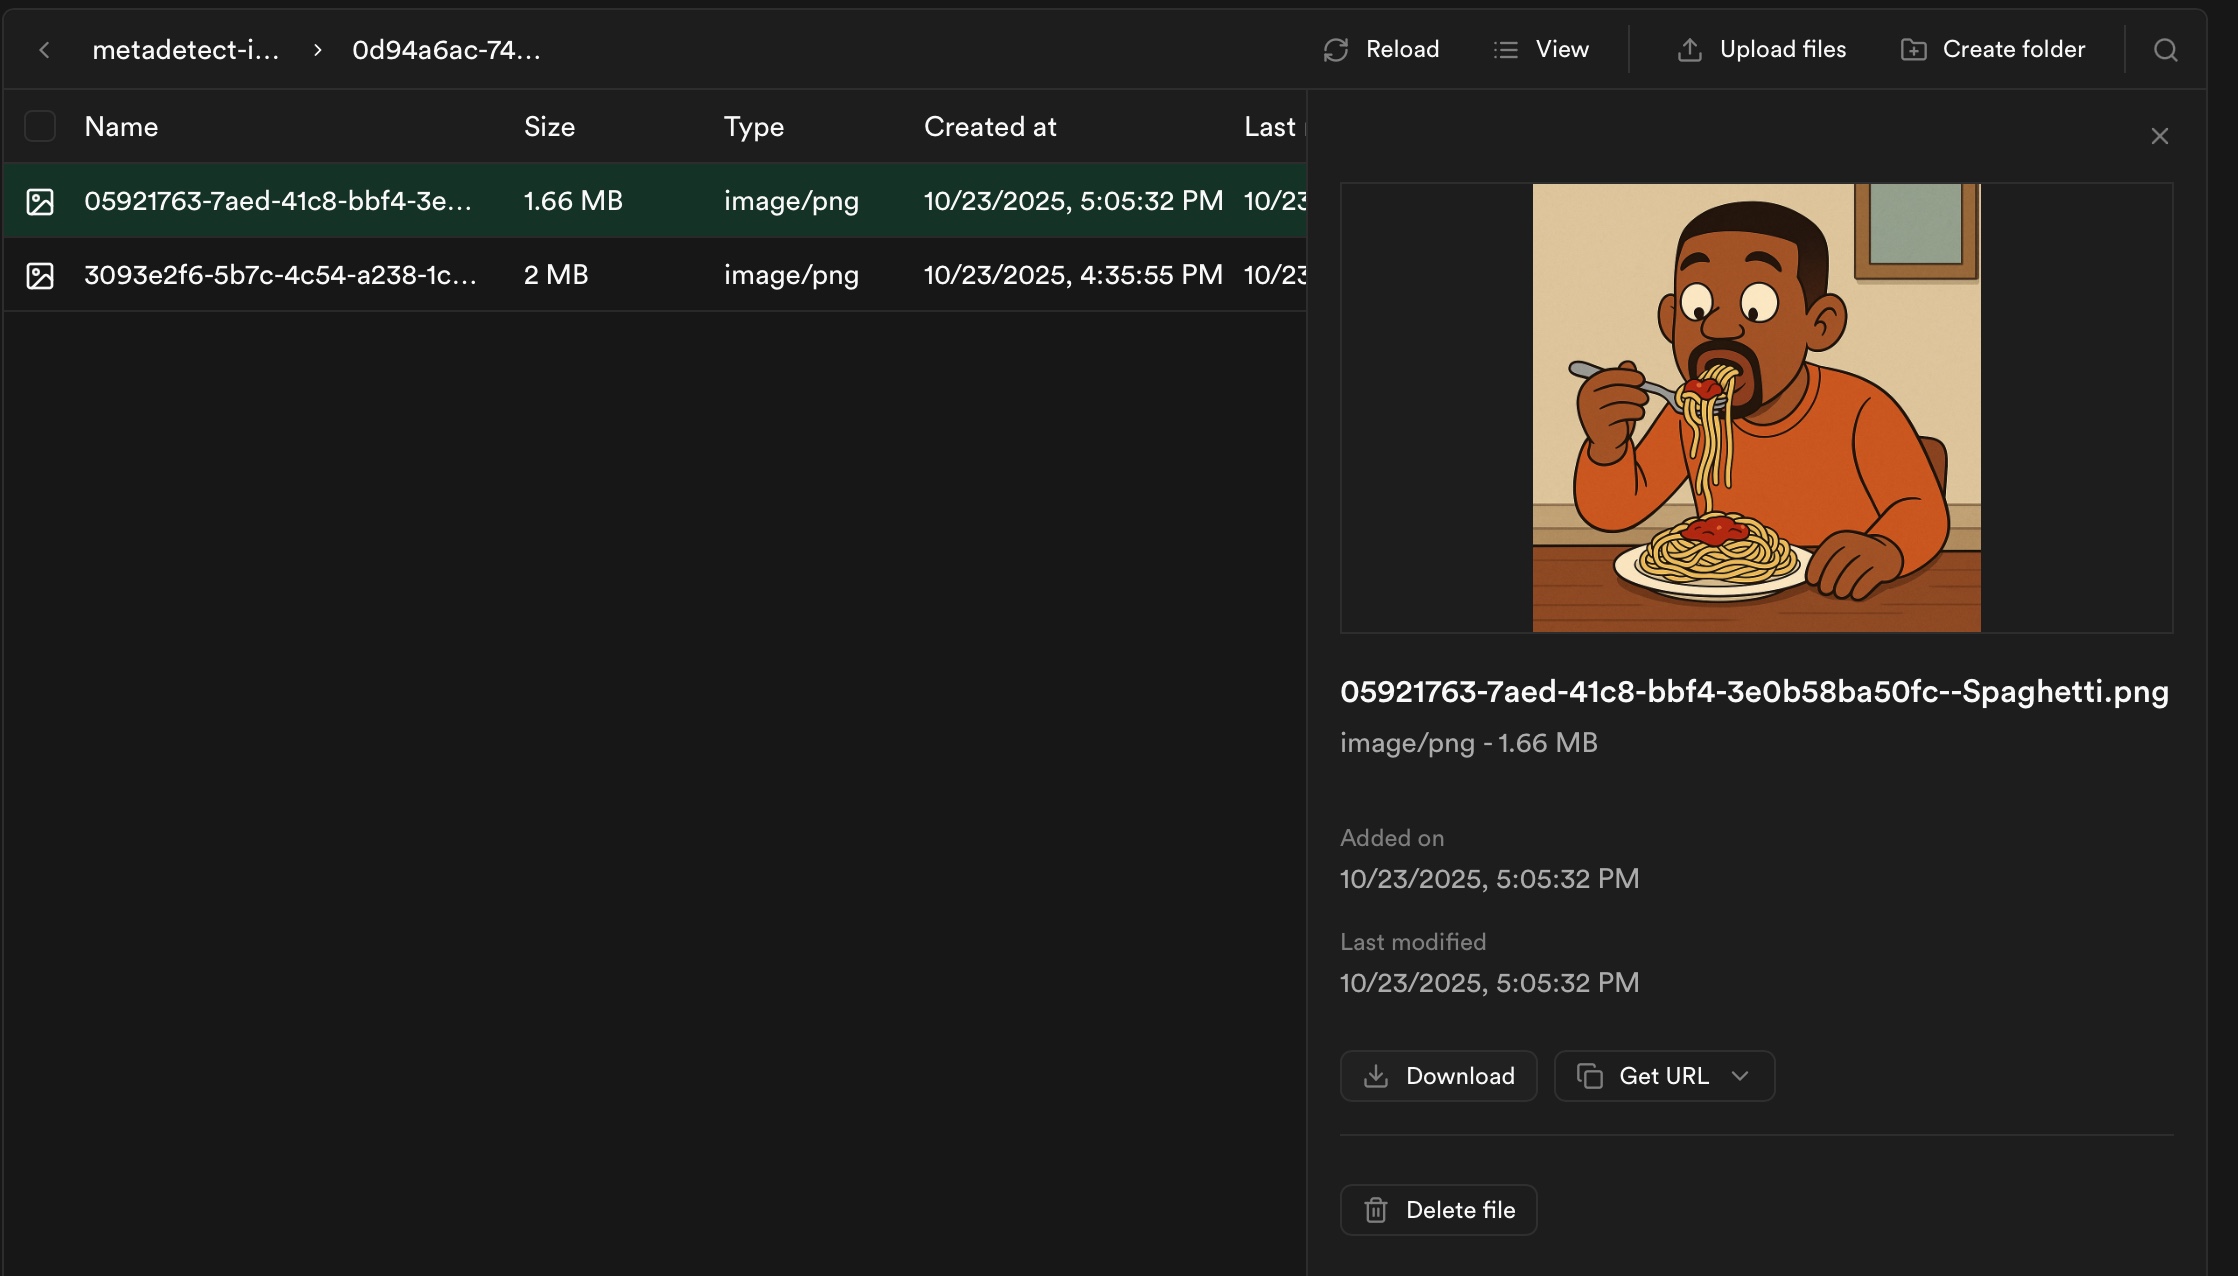 metadetect-i... > 0d94a6ac-74... Reload View Upload files Create folder
Name Size Type Created at Last
05921763-7aed-41c8-bbf4-3e... 1.66 MB image/png 10/23/2025, 5:05:32 PM 10/23
3093e2f6-5b7c-4c54-a238-1c... 2 MB image/png 10/23/2025, 4:35:55 PM 10/23
05921763-7aed-41c8-bbf4-3e0b58ba50fc--Spaghetti.png
image/png - 1.66 MB
Added on
10/23/2025, 5:05:32 PM
Last modified
10/23/2025, 5:05:32 PM
Download Get URL
Delete file